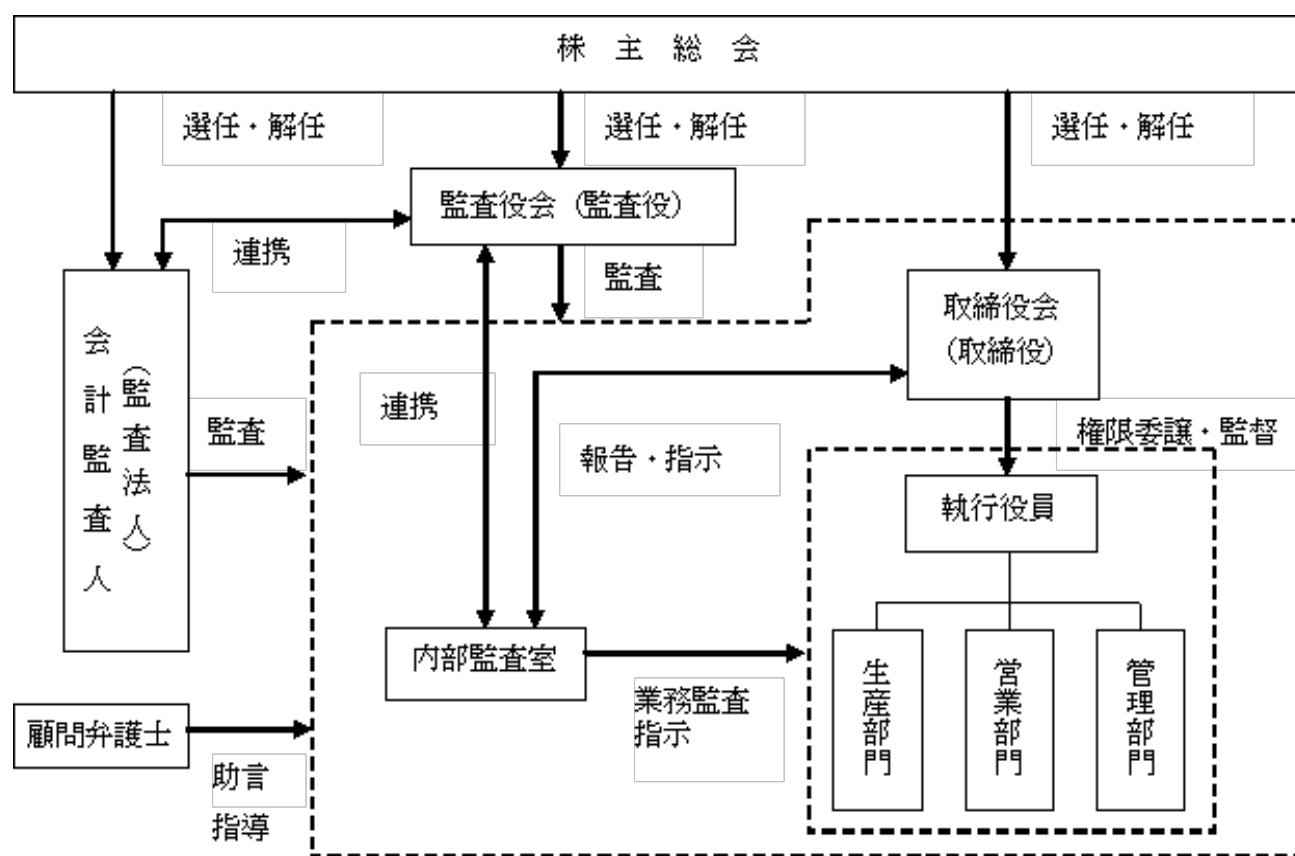 株主総会
選任・解任
選任・解任
選任・解任
監査役会（監査役）
連携
監査
取締役会
（取締役）
会計監査人
（監査法人）
監査
連携
報告・指示
権限委譲・監督
執行役員
内部監査室
業務監査
指示
生産部門
営業部門
管理部門
顧問弁護士
助言
指導